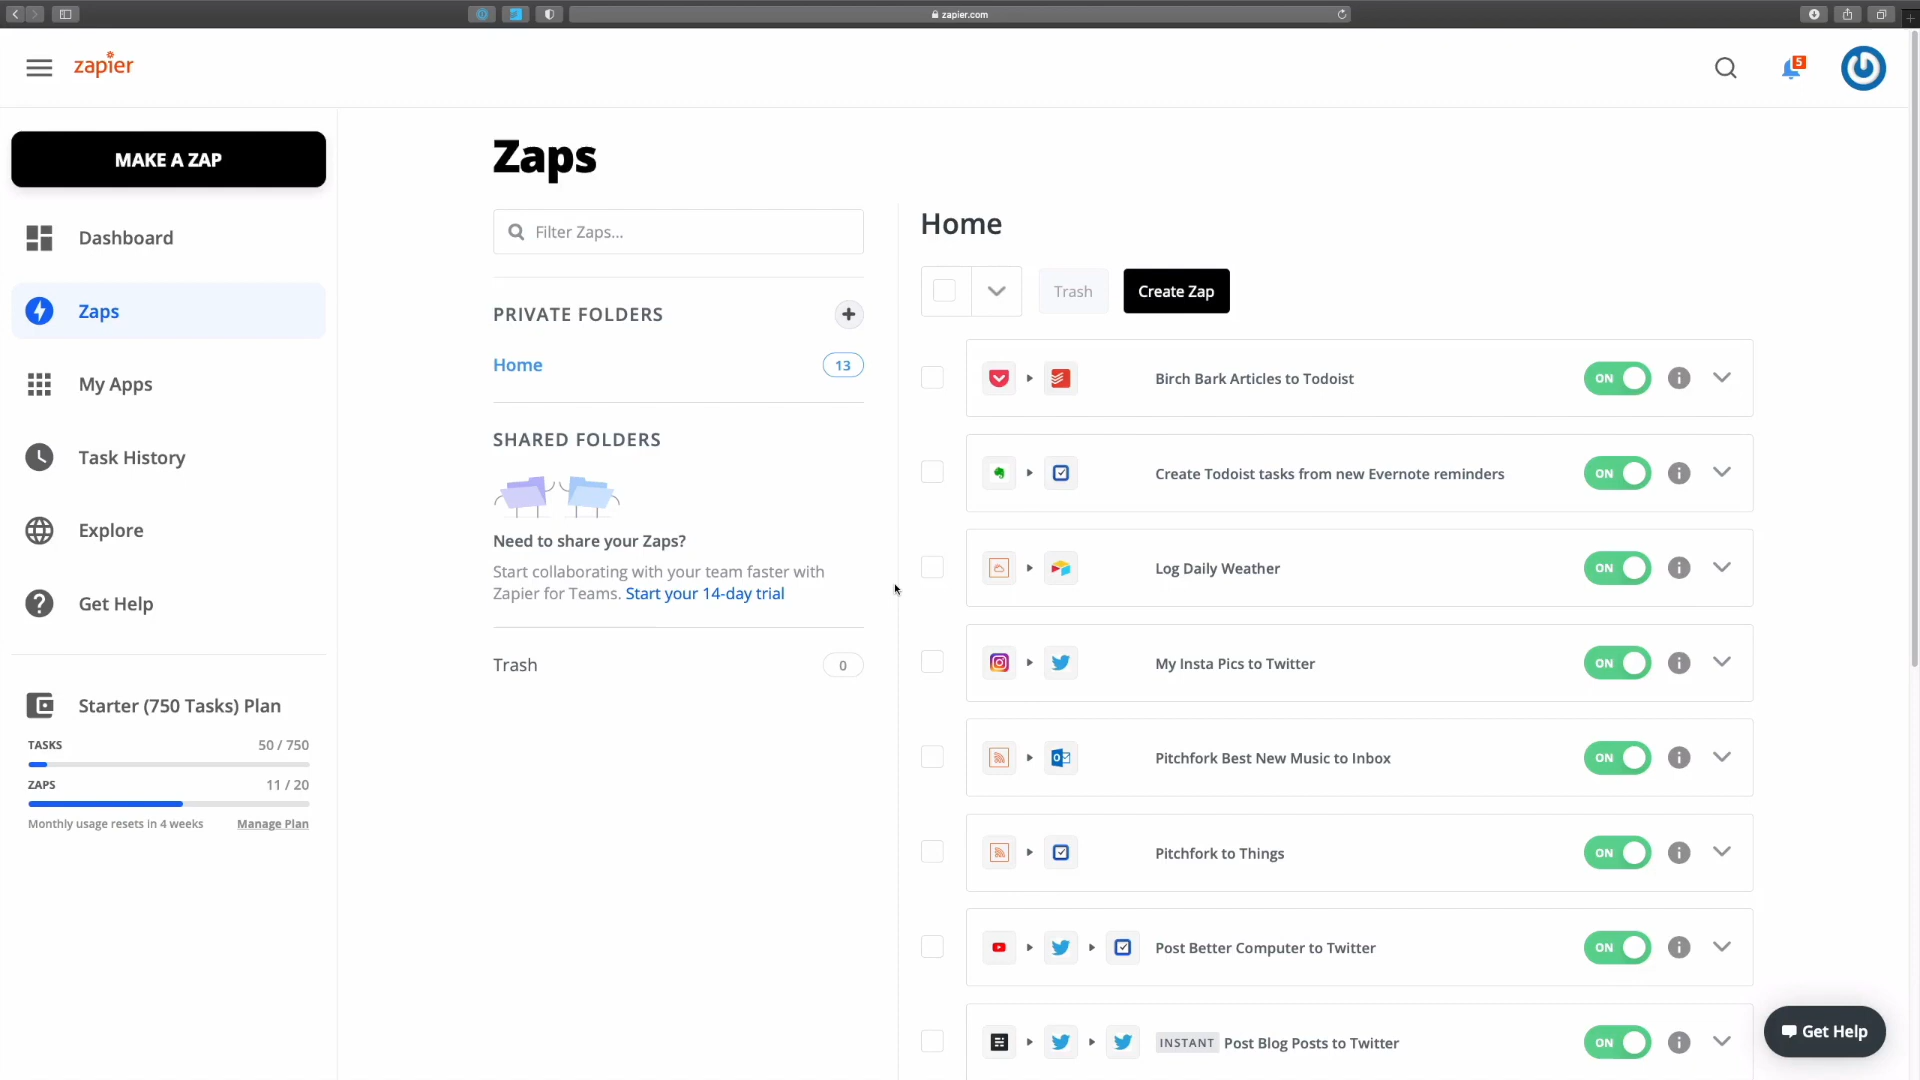 zapier.com
zapier
5
MAKE A ZAP
Dashboard
Zaps
My Apps
Task History
Explore
Get Help
Starter (750 Tasks) Plan
TASKS 50 / 750
ZAPS 11 / 20
Monthly usage resets in 4 weeks Manage Plan
Zaps
Filter Zaps...
PRIVATE FOLDERS
Home 13
SHARED FOLDERS
Need to share your Zaps?
Start collaborating with your team faster with
Zapier for Teams. Start your 14-day trial
Trash 0
Home
Trash Create Zap
Birch Bark Articles to Todoist ON
Create Todoist tasks from new Evernote reminders ON
Log Daily Weather ON
My Insta Pics to Twitter ON
Pitchfork Best New Music to Inbox ON
Pitchfork to Things ON
Post Better Computer to Twitter ON
INSTANT Post Blog Posts to Twitter ON
Get Help